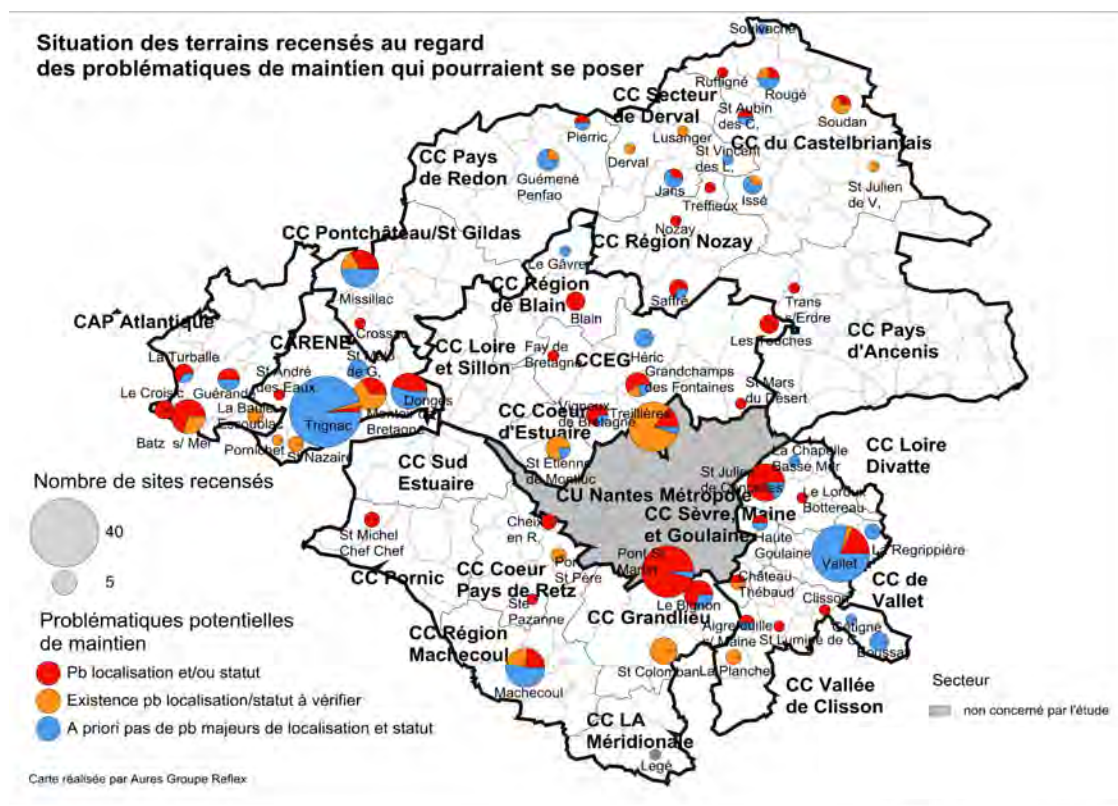 Situation des terrains recensés au regard
des problématiques de maintien qui pourraient se poser
Soulvache
Ruffigné
Rougé
CC Secteur
de Derval
St Aubin
des C,
Soudan
Pierric
Lusanger
Derval
St Vincent
des L,
CC du Castelbriantais
CC Pays
de Redon
Guémené
Penfao
Jans
Treffieux
Issé
St Julien
de V,
Nozay
CC Région Nozay
CC Pontchâteau/St Gildas
Le Gâvre
Missillac
CC Région
de Blain
Blain
Saffré
Trans
s/Erdre
CAP Atlantique
Crossac
CARENE
CC Loire
et Sillon
Fay de
Bretagne
CCEG
Héric
Les Touches
CC Pays
d'Ancenis
La Turballe
St Malo
de G,
St André
des Eaux
Grandchamps
des Fontaines
St Mars
du Désert
Le Croisic
Guérande
La Baule
Escoublac
Trignac
Donges
Montoir de
Bretagne
Vigneux
de Bretagne
Treillières
Batz s/ Mer
Pornichet
St Nazaire
CC Coeur
d'Estuaire
St Etienne
de Montluc
CC Loire
Divatte
CC Sud
Estuaire
La Chapelle
Basse Mer
St Julien
de Concelles
Nombre de sites recensés
CU Nantes Métropole
Le Loroux
Bottereau
CC Sèvre, Maine
et Goulaine
40
5
St Michel
Chef Chef
Cheix
en R,
Haute
Goulaine
La Regrippière
Pont St
Martin
Vallet
Port
St Père
CC Pornic
CC Coeur
Pays de Retz
Château
Thébaud
CC de
Vallet
Le Bignon
Clisson
Ste
Pazanne
CC Grandlieu
Aigrefeuille
s/ Maine
St Lumine de C,
Gétigné
Boussay
Problématiques potentielles
de maintien
CC Région
Machecoul
Machecoul
St Colomban
La Planche
Pb localisation et/ou statut
Existence pb localisation/statut à vérifier
A priori pas de pb majeurs de localisation et statut
CC Vallée
de Clisson
Secteur
non concerné par l'étude
CC LA
Méridionale
Legé
Carte réalisée par Aures Groupe Reflex